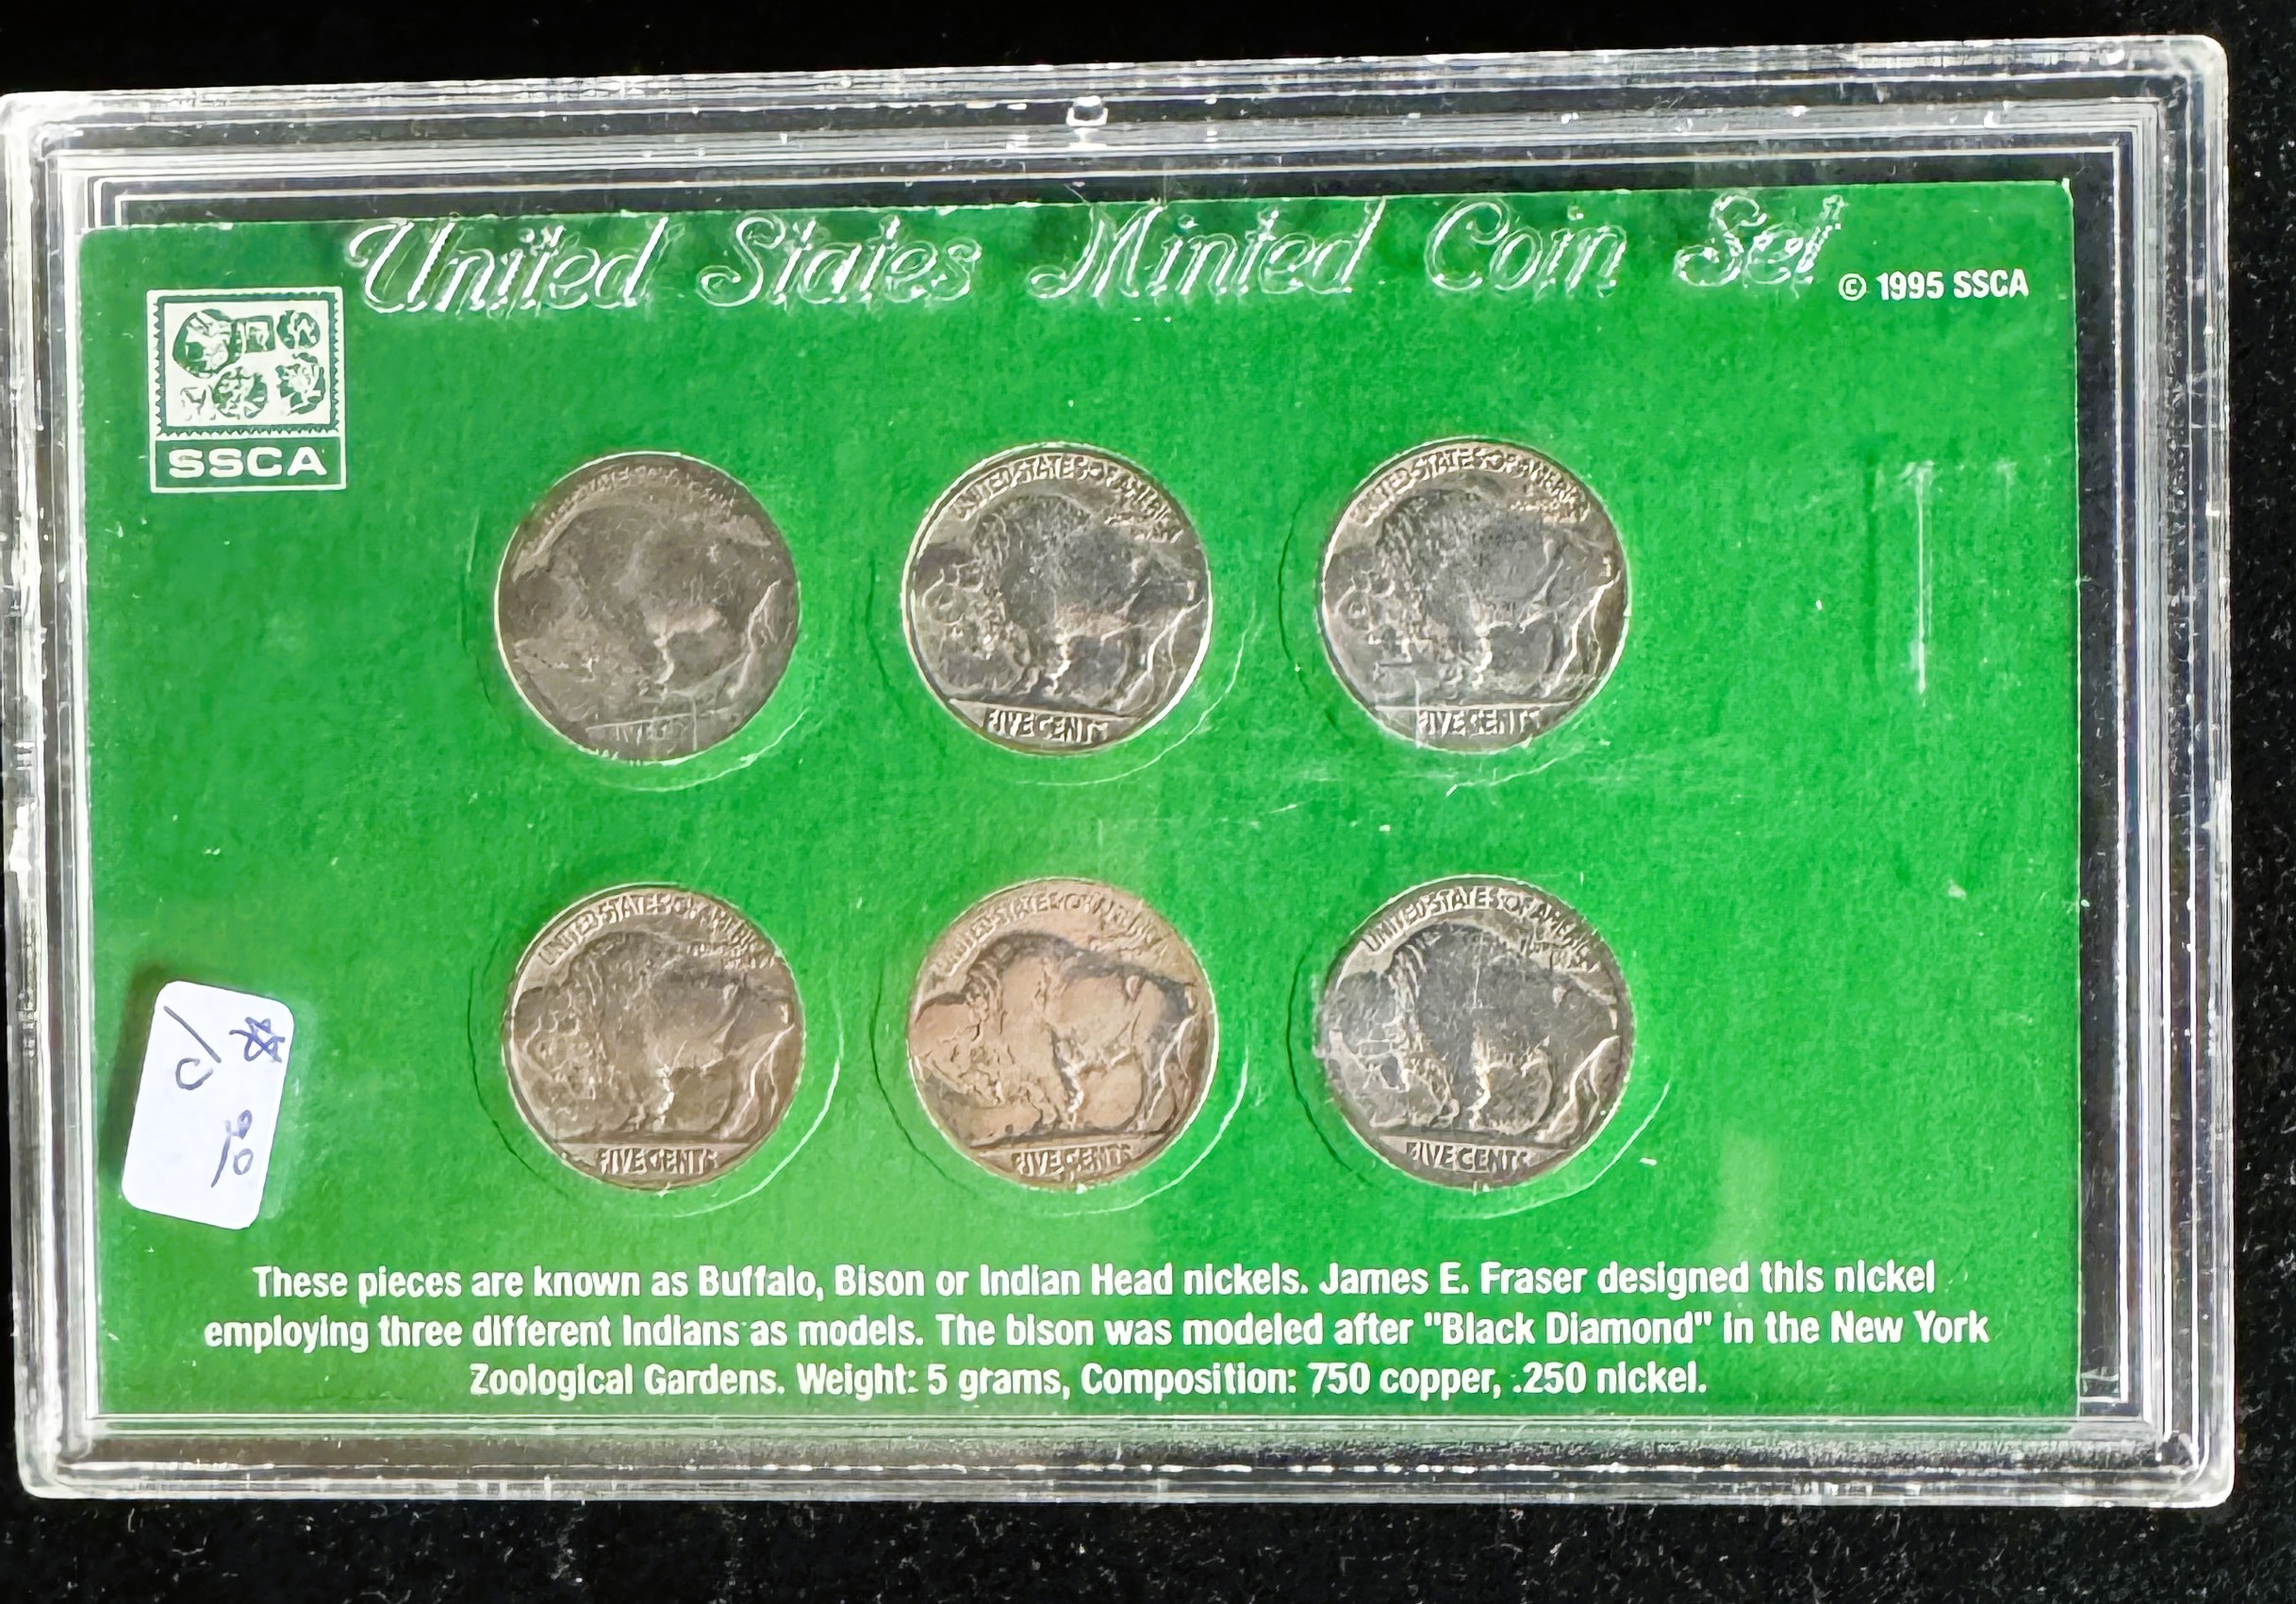 United States Minted Coin Set
© 1995 SSCA
SSCA
UNITED STATES OF AMERICA
UNITED STATES OF AMERICA
FIVE CENTS
FIVE CENTS
UNITED STATES OF AMERICA
UNITED STATES OF AMERICA
FIVE CENTS
FIVE CENTS
FIVE CENTS
These pieces are known as Buffalo, Bison or Indian Head nickels. James E. Fraser designed this nickel
employing three different Indians as models. The bison was modeled after "Black Diamond" in the New York
Zoological Gardens. Weight: 5 grams, Composition: 750 copper, .250 nickel.